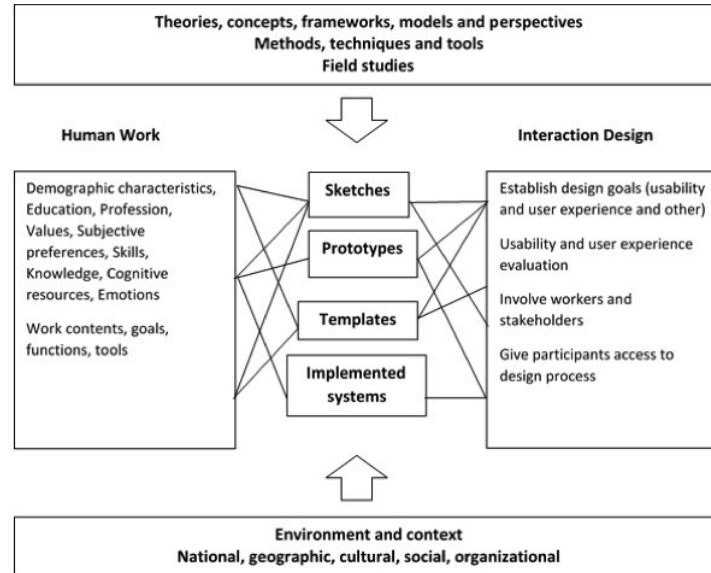 Theories, concepts, frameworks, models and perspectives
Methods, techniques and tools
Field studies
Human Work
Interaction Design
Demographic characteristics,
Education, Profession,
Values, Subjective
preferences, Skills,
Knowledge, Cognitive
resources, Emotions
Work contents, goals,
functions, tools
Sketches
Prototypes
Templates
Implemented
systems
Establish design goals (usability
and user experience and other)
Usability and user experience
evaluation
Involve workers and
stakeholders
Give participants access to
design process
Environment and context
National, geographic, cultural, social, organizational